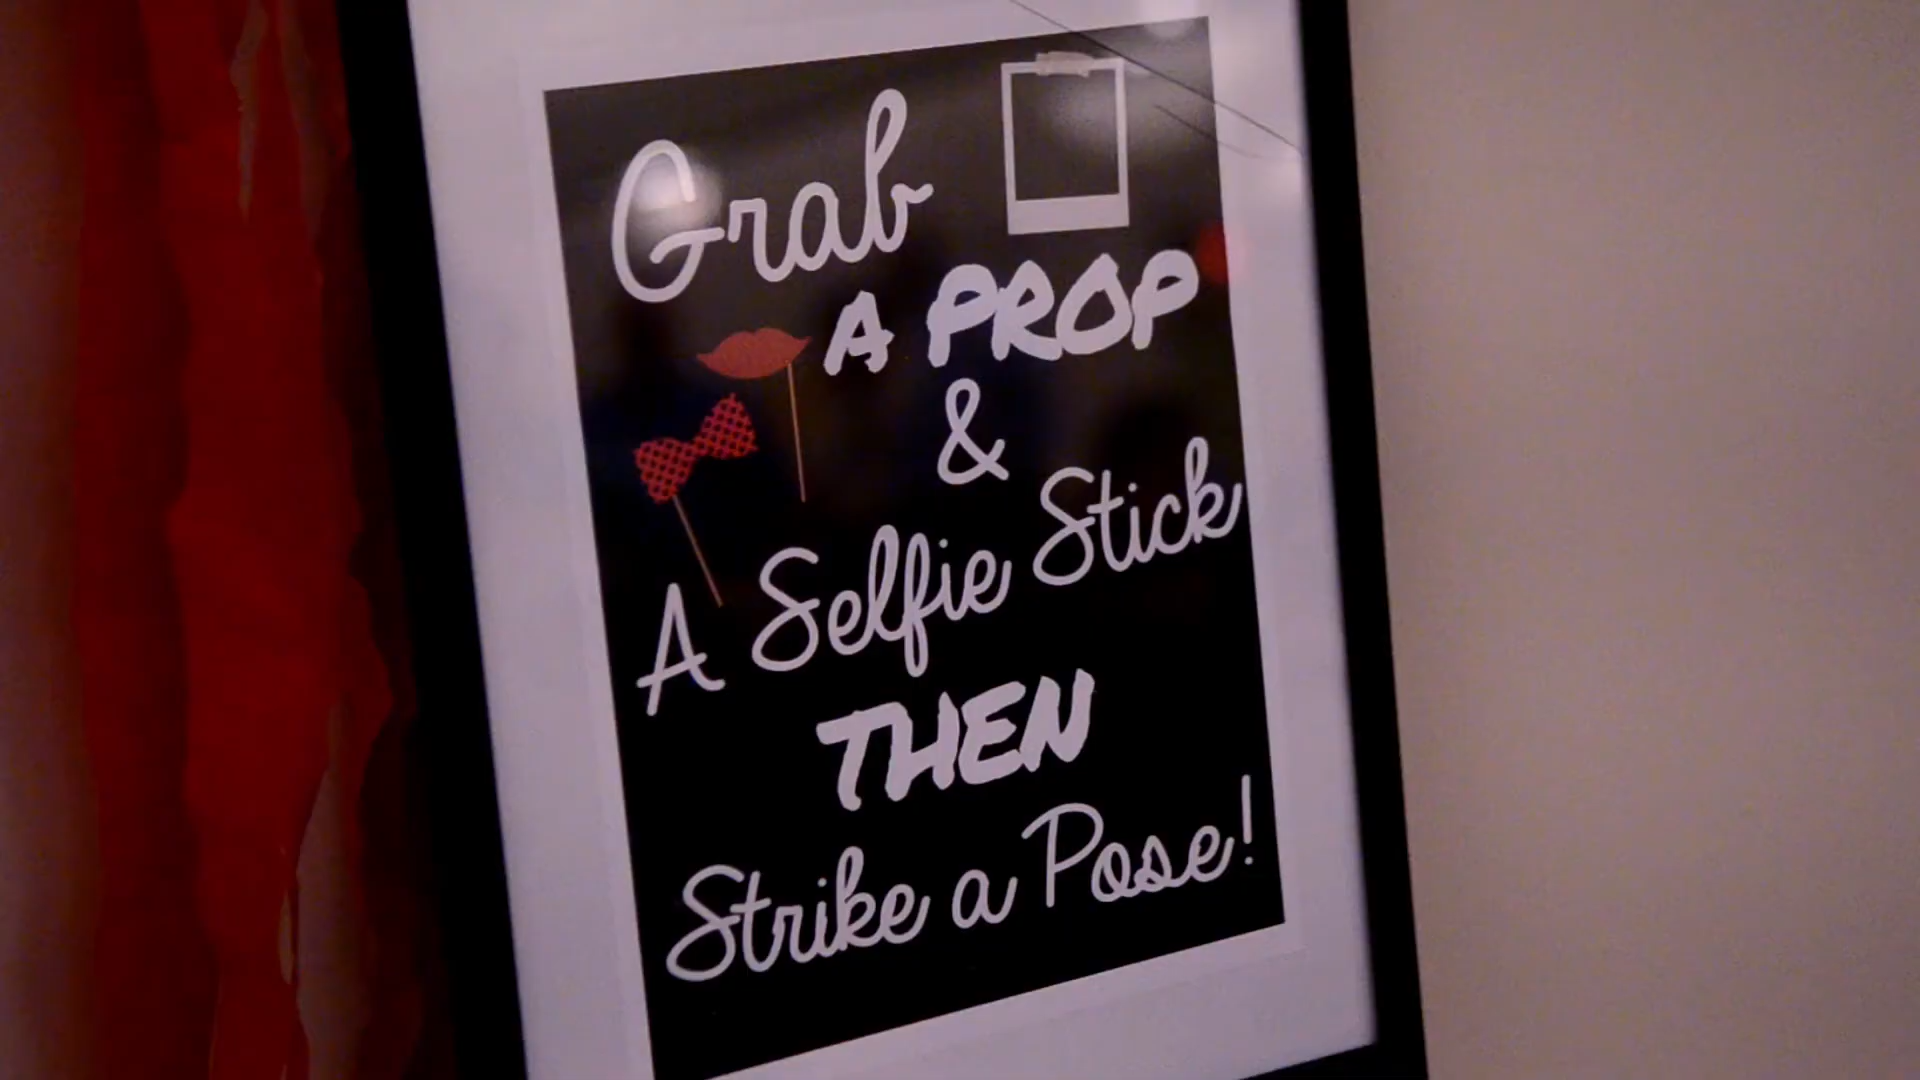 Grab
A PROP
&
A Selfie Stick
THEN
Strike a Pose!